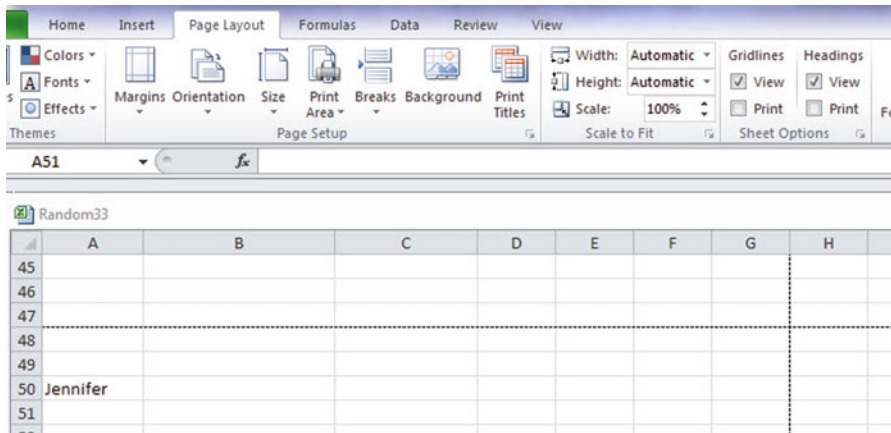 Home Insert Page Layout Formulas Data Review View
Colors Width: Automatic Gridlines Headings
A Fonts Height: Automatic View View
Effects Margins Orientation Size Print Area Breaks Background Print Titles Scale: 100% Print Print
Themes Page Setup Scale to Fit Sheet Options
A51 fx
Random33
A B C D E F G H
45
46
47
48
49
50 Jennifer
51